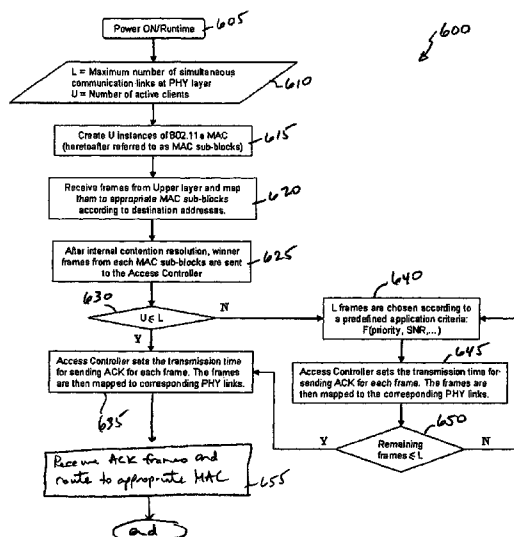 Power ON/Runtime
605
600
L = Maximum number of simultaneous
communication links at PHY layer
U = Number of active clients
610
Create U instances of 802.11e MAC
(hereafter referred to as MAC sub-blocks)
615
Receive frames from Upper layer and map
them to appropriate MAC sub-blocks
according to destination addresses.
620
After internal contention resolution, winner
frames from each MAC sub-blocks are sent
to the Access Controller
625
630
U ≤ L
N
Y
640
L frames are chosen according to
a predefined application criteria:
F(priority, SNR,...)
Access Controller sets the transmission time
for sending ACK for each frame. The frames
are then mapped to corresponding PHY links.
635
645
Access Controller sets the transmission time for
sending ACK for each frame. The frames are
then mapped to the corresponding PHY links.
650
Remaining
frames ≤ L
Y
N
Receive ACK frames and
route to appropriate MAC
655
end